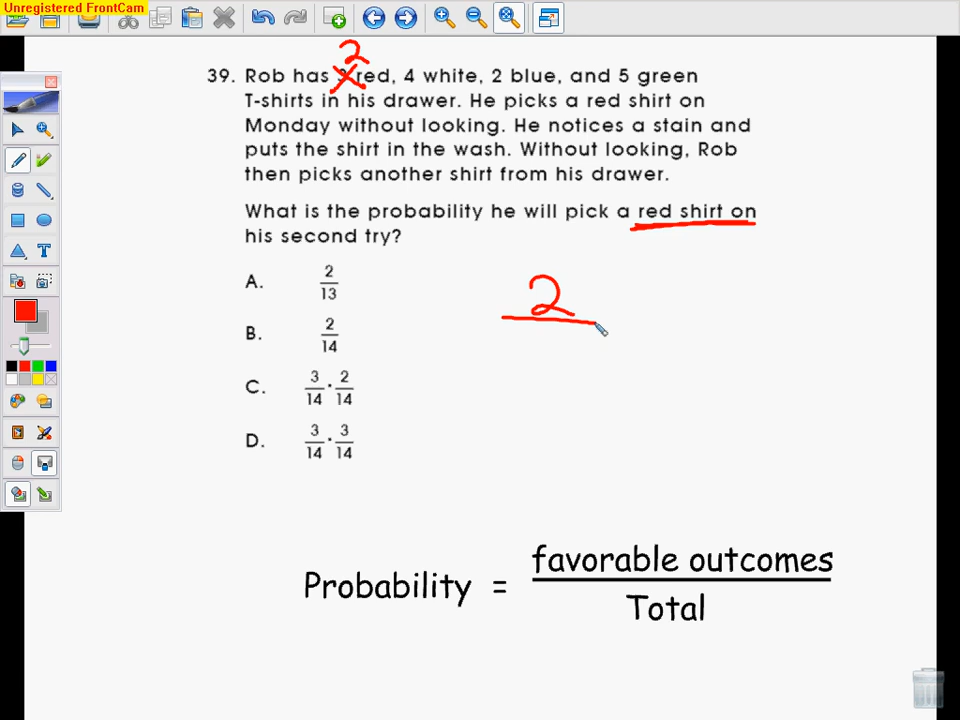 Unregistered FrontCam
2
39. Rob has 3 red, 4 white, 2 blue, and 5 green
T-shirts in his drawer. He picks a red shirt on
Monday without looking. He notices a stain and
puts the shirt in the wash. Without looking, Rob
then picks another shirt from his drawer.
What is the probability he will pick a red shirt on
his second try?
A. 2/13
2
B. 2/14
C. 3/14 · 2/14
D. 3/14 · 3/14
Probability = favorable outcomes
Total